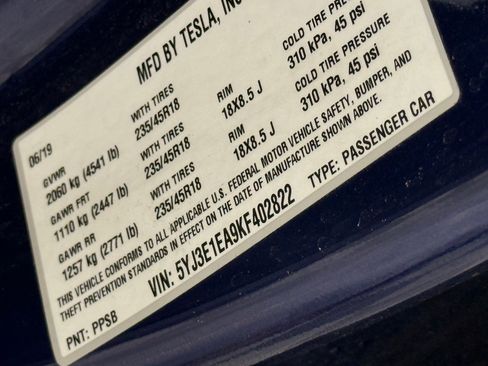 MFD BY TESLA, INC
06/19
GVWR
2060 kg (4541 lb)
GAWR FRT
1110 kg (2447 lb)
GAWR RR
1257 kg (2771 lb)
WITH TIRES
235/45R18
WITH TIRES
235/45R18
WITH TIRES
235/45R18
RIM
18X8.5 J
RIM
18X8.5 J
COLD TIRE PRESSURE
310 kPa, 45 psi
COLD TIRE PRESSURE
310 kPa, 45 psi
THIS VEHICLE CONFORMS TO ALL APPLICABLE U.S. FEDERAL MOTOR VEHICLE SAFETY, BUMPER, AND
THEFT PREVENTION STANDARDS IN EFFECT ON THE DATE OF MANUFACTURE SHOWN ABOVE.
VIN: 5YJ3E1EA9KF402822
TYPE: PASSENGER CAR
PNT: PPSB